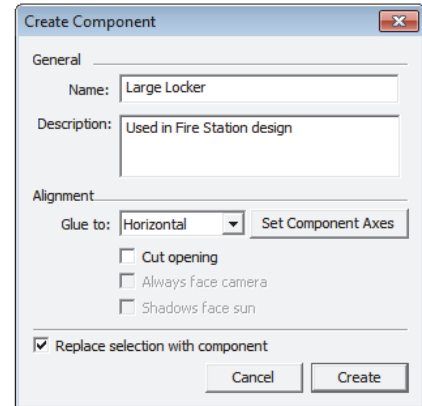 Create Component
General
Name: Large Locker
Description: Used in Fire Station design
Alignment
Glue to: Horizontal Set Component Axes
Cut opening
Always face camera
Shadows face sun
Replace selection with component
Cancel Create